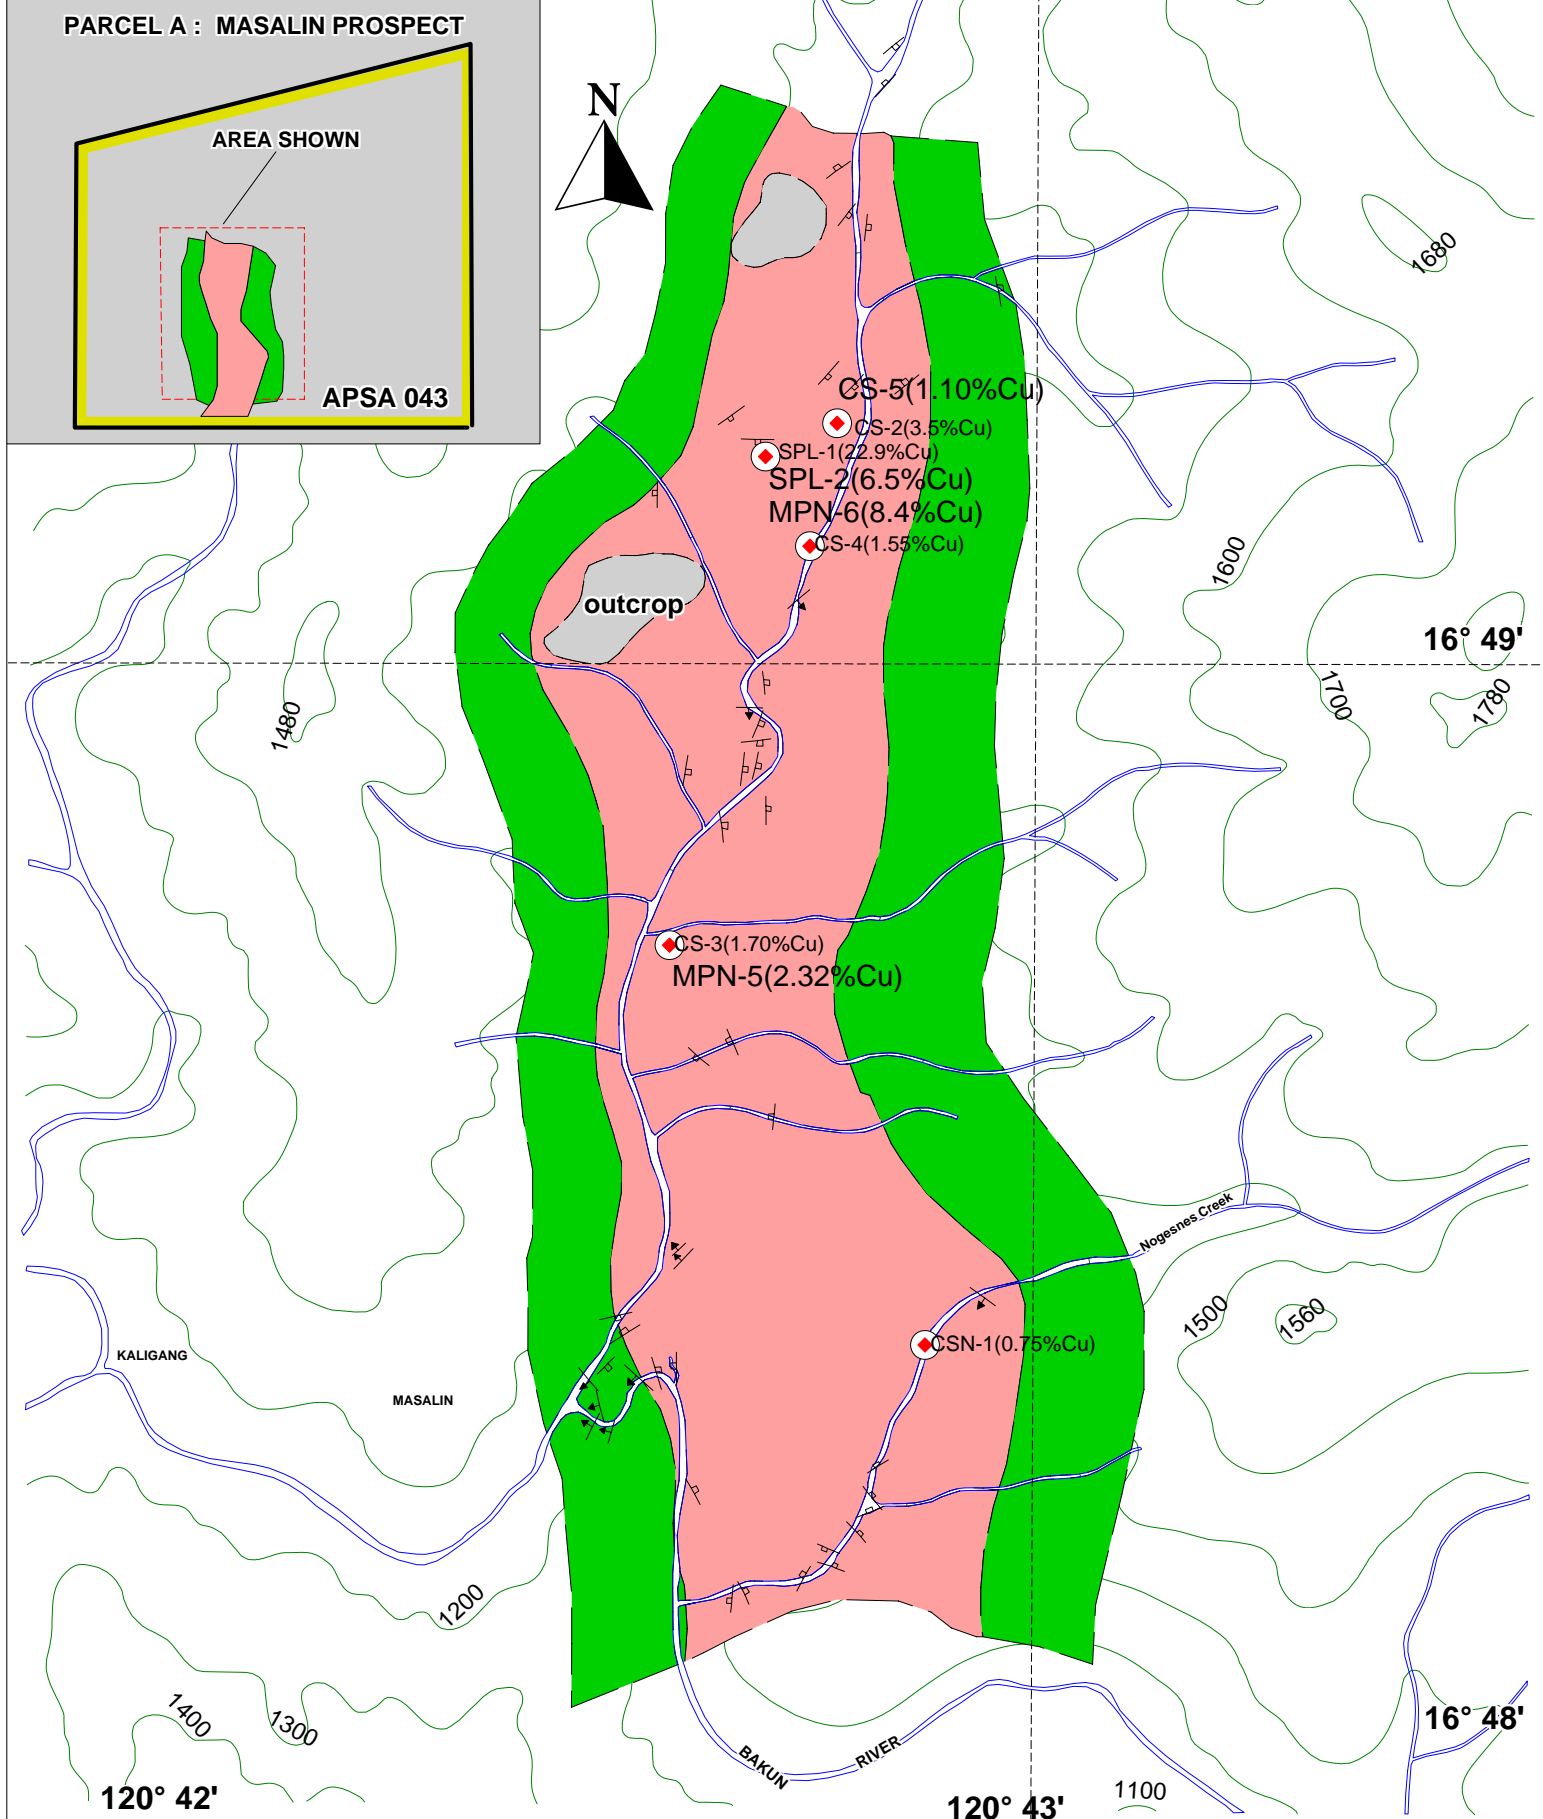 PARCEL A : MASALIN PROSPECT
AREA SHOWN
APSA 043
N
1680
CS-5(1.10%Cu)
CS-2(3.5%Cu)
SPL-1(22.9%Cu)
SPL-2(6.5%Cu)
MPN-6(8.4%Cu)
CS-4(1.55%Cu)
1600
outcrop
16° 49'
1480
1700
1780
CS-3(1.70%Cu)
MPN-5(2.32%Cu)
Nogesnes Creek
1500
1560
CSN-1(0.75%Cu)
KALIGANG
MASALIN
1200
1400
1300
16° 48'
BAKUN
RIVER
120° 42'
120° 43'
1100